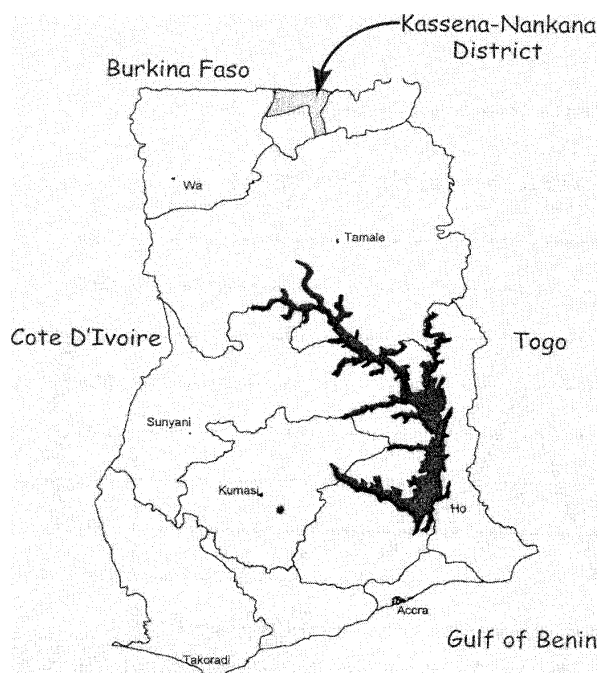 Kassena-Nankana
District
Burkina Faso
Wa
Tamale
Cote D'Ivoire
Togo
Sunyani
Kumasi
Ho
Accra
Gulf of Benin
Takoradi